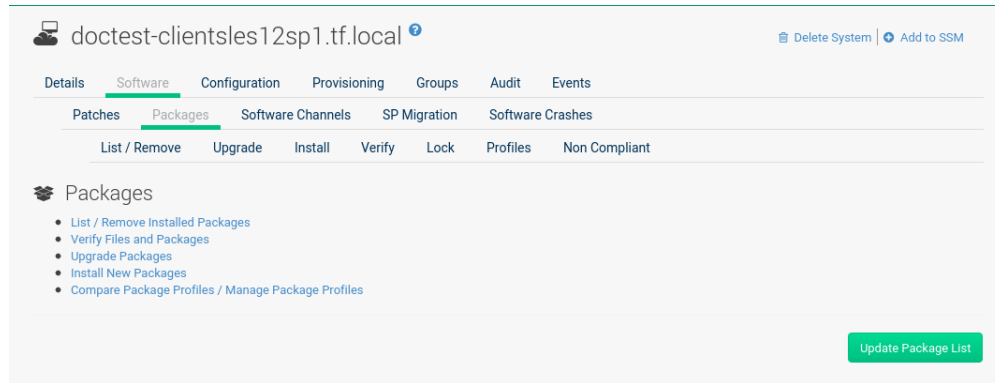 doctest-clientsles12sp1.tf.local ?
Delete System | Add to SSM
Details Software Configuration Provisioning Groups Audit Events
Patches Packages Software Channels SP Migration Software Crashes
List / Remove Upgrade Install Verify Lock Profiles Non Compliant
Packages
List / Remove Installed Packages
Verify Files and Packages
Upgrade Packages
Install New Packages
Compare Package Profiles / Manage Package Profiles
Update Package List